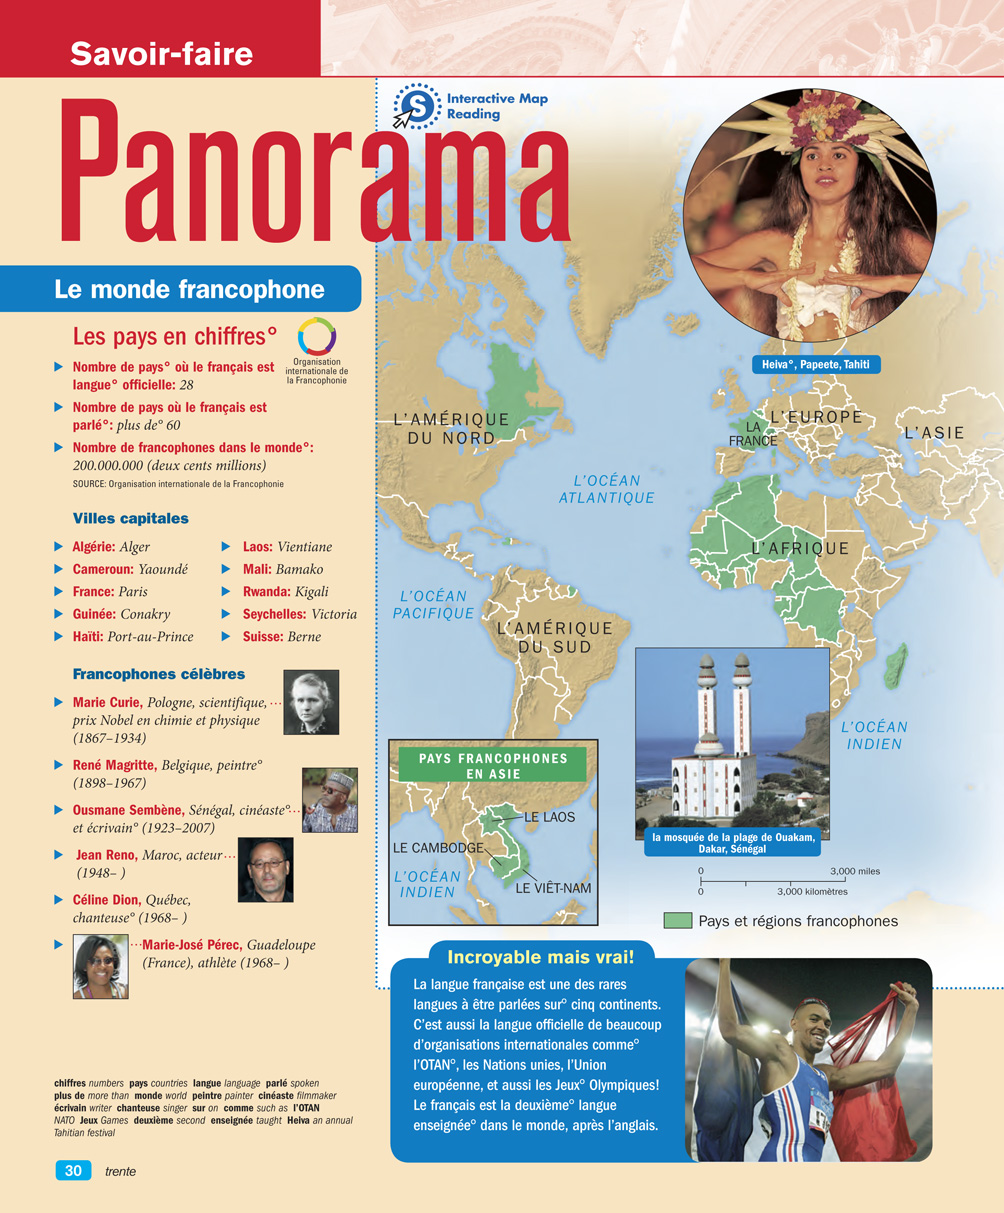 Savoir-faire
Panorama
S
Interactive Map
Reading
Le monde francophone
Les pays en chiffres°
Organisation
internationale de
la Francophonie
▶ Nombre de pays° où le français est
langue° officielle: 28
▶ Nombre de pays où le français est
parlé°: plus de° 60
▶ Nombre de francophones dans le monde°:
200.000.000 (deux cents millions)
SOURCE: Organisation internationale de la Francophonie
Villes capitales
▶ Algérie: Alger
▶ Cameroun: Yaoundé
▶ France: Paris
▶ Guinée: Conakry
▶ Haïti: Port-au-Prince
▶ Laos: Vientiane
▶ Mali: Bamako
▶ Rwanda: Kigali
▶ Seychelles: Victoria
▶ Suisse: Berne
Francophones célèbres
▶ Marie Curie, Pologne, scientifique, ...
prix Nobel en chimie et physique
(1867–1934)
▶ René Magritte, Belgique, peintre°
(1898–1967)
▶ Ousmane Sembène, Sénégal, cinéaste°...
et écrivain° (1923–2007)
▶ Jean Reno, Maroc, acteur ...
(1948– )
▶ Céline Dion, Québec,
chanteuse° (1968– )
▶ ...Marie-José Pérec, Guadeloupe
(France), athlète (1968– )
chiffres numbers pays countries langue language parlé spoken
plus de more than monde world peintre painter cinéaste filmmaker
écrivain writer chanteuse singer sur on comme such as l'OTAN
NATO Jeux Games deuxième second enseignée taught Heiva an annual
Tahitian festival
30 trente
Heiva°, Papeete, Tahiti
L'AMÉRIQUE
DU NORD
LA
FRANCE
L'EUROPE
L'ASIE
L'OCÉAN
ATLANTIQUE
L'AFRIQUE
L'OCÉAN
PACIFIQUE
L'AMÉRIQUE
DU SUD
L'OCÉAN
INDIEN
PAYS FRANCOPHONES
EN ASIE
LE LAOS
LE CAMBODGE
L'OCÉAN
INDIEN
LE VIÊT-NAM
la mosquée de la plage de Ouakam,
Dakar, Sénégal
0 3,000 miles
0 3,000 kilomètres
Pays et régions francophones
Incroyable mais vrai!
La langue française est une des rares
langues à être parlées sur° cinq continents.
C'est aussi la langue officielle de beaucoup
d'organisations internationales comme°
l'OTAN°, les Nations unies, l'Union
européenne, et aussi les Jeux° Olympiques!
Le français est la deuxième° langue
enseignée° dans le monde, après l'anglais.